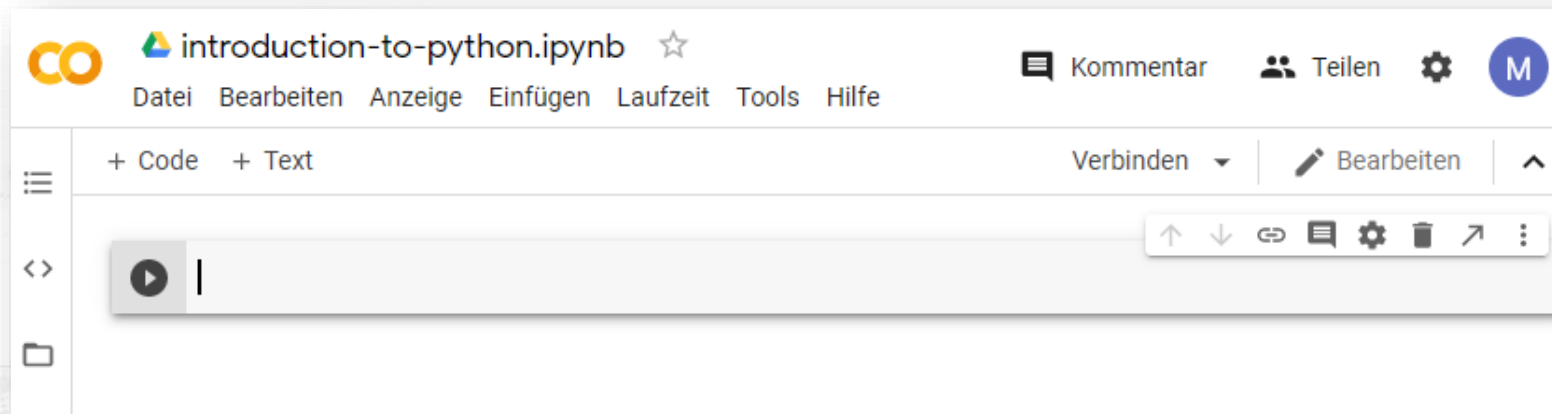 CO introduction-to-python.ipynb
Datei Bearbeiten Anzeige Einfügen Laufzeit Tools Hilfe
Kommentar Teilen M
+ Code + Text
Verbinden Bearbeiten